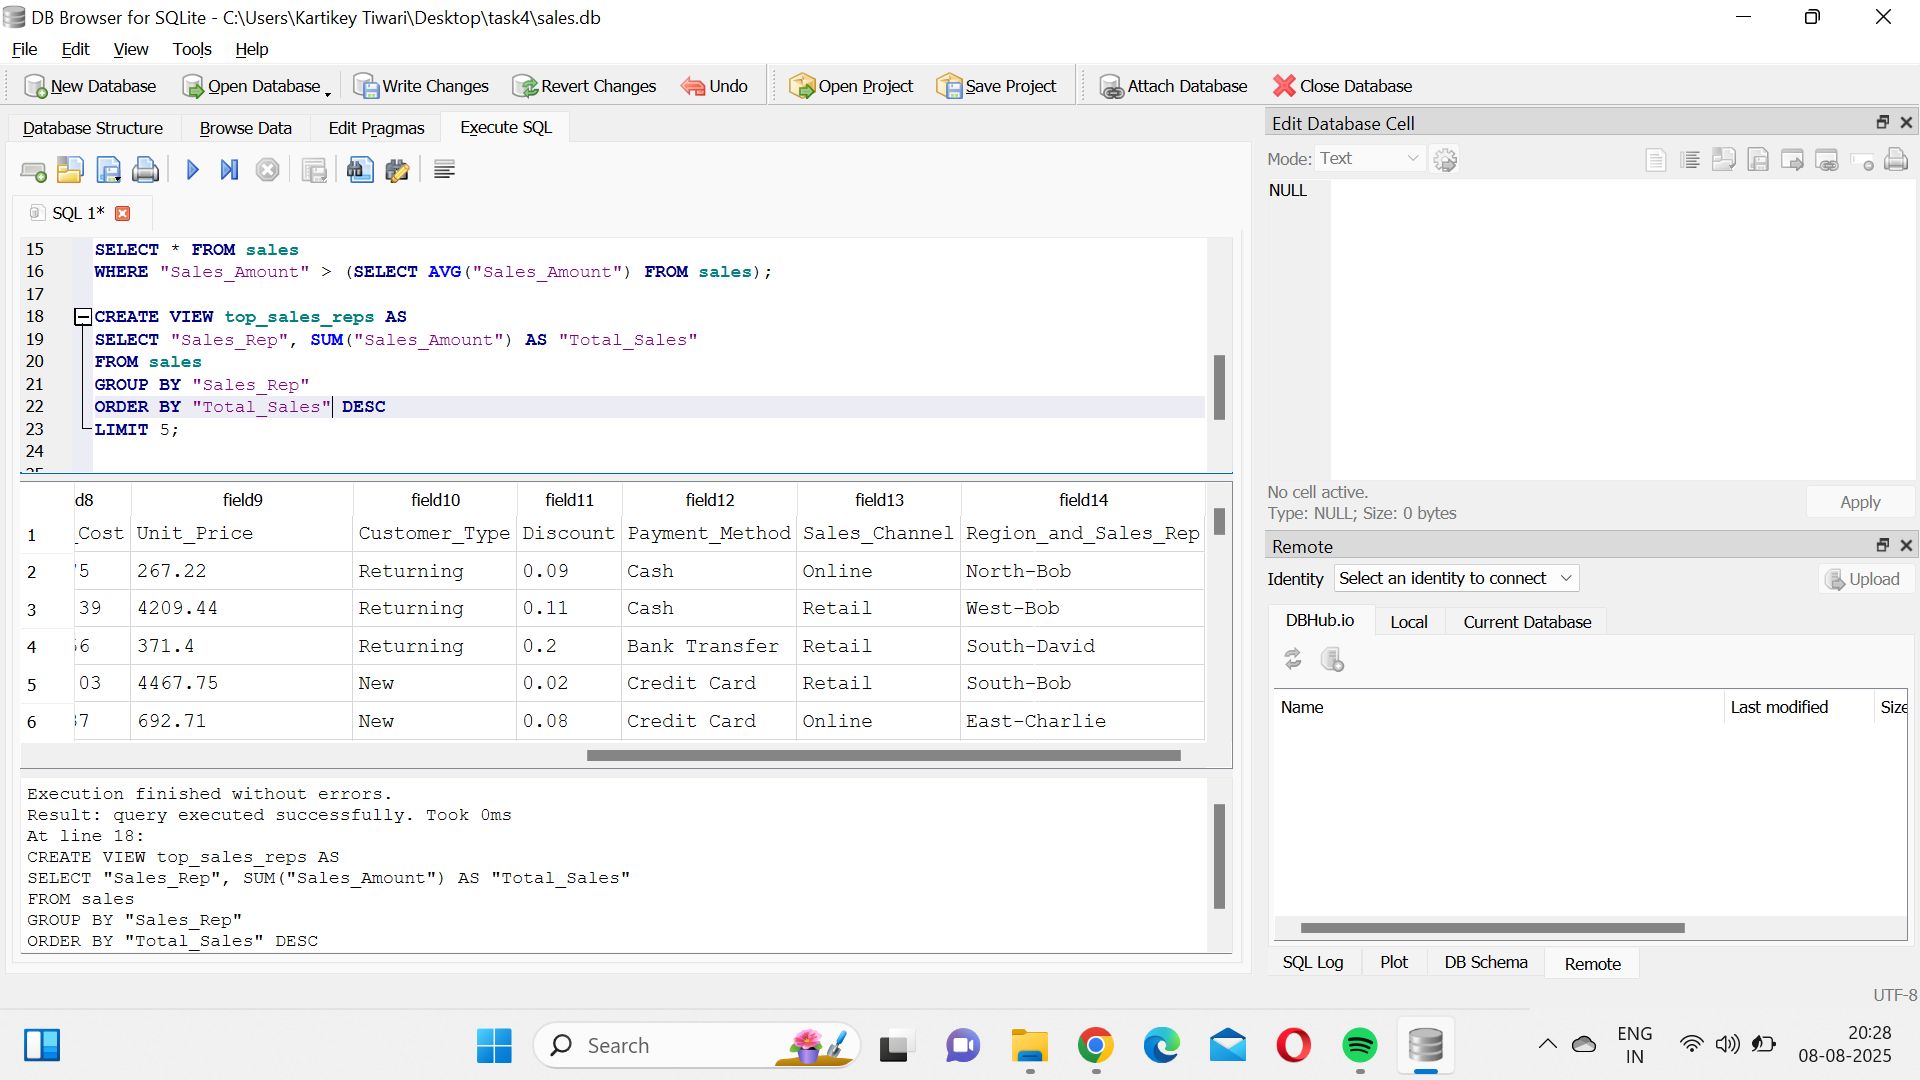 DB Browser for SQLite - C:\Users\Kartikey Tiwari\Desktop\task4\sales.db
File Edit View Tools Help
New Database Open Database Write Changes Revert Changes Undo Open Project Save Project Attach Database Close Database
Database Structure Browse Data Edit Pragmas Execute SQL
SQL 1*
15 SELECT * FROM sales
16 WHERE "Sales_Amount" > (SELECT AVG("Sales_Amount") FROM sales);
17
18 CREATE VIEW top_sales_reps AS
19 SELECT "Sales_Rep", SUM("Sales_Amount") AS "Total_Sales"
20 FROM sales
21 GROUP BY "Sales_Rep"
22 ORDER BY "Total_Sales" DESC
23 LIMIT 5;
24
d8 field9 field10 field11 field12 field13 field14
1 _Cost Unit_Price Customer_Type Discount Payment_Method Sales_Channel Region_and_Sales_Rep
2 5 267.22 Returning 0.09 Cash Online North-Bob
3 39 4209.44 Returning 0.11 Cash Retail West-Bob
4 6 371.4 Returning 0.2 Bank Transfer Retail South-David
5 03 4467.75 New 0.02 Credit Card Retail South-Bob
6 7 692.71 New 0.08 Credit Card Online East-Charlie
Execution finished without errors.
Result: query executed successfully. Took 0ms
At line 18:
CREATE VIEW top_sales_reps AS
SELECT "Sales_Rep", SUM("Sales_Amount") AS "Total_Sales"
FROM sales
GROUP BY "Sales_Rep"
ORDER BY "Total_Sales" DESC
Edit Database Cell
Mode: Text
NULL
No cell active.
Type: NULL; Size: 0 bytes
Apply
Remote
Identity Select an identity to connect Upload
DBHub.io Local Current Database
Name Last modified Size
SQL Log Plot DB Schema Remote
UTF-8
Search
ENG
IN
20:28
08-08-2025